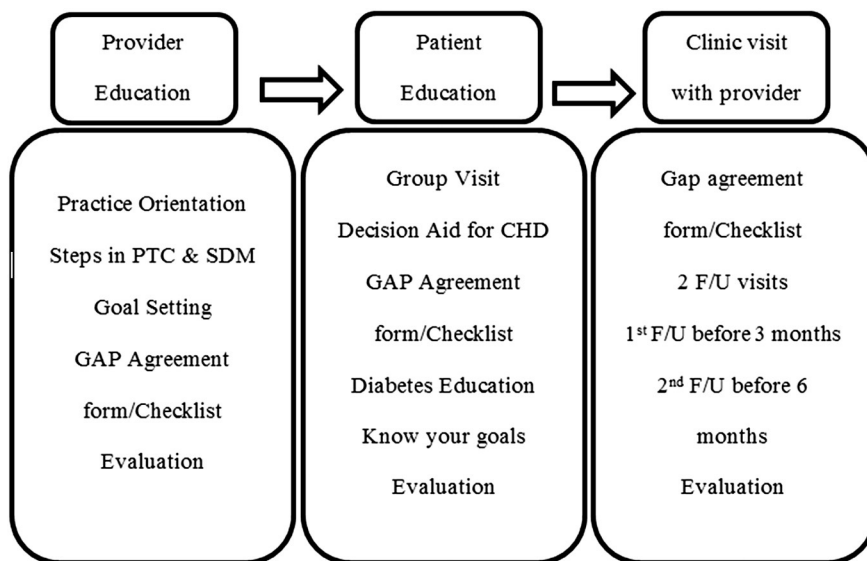 Provider
Education
Patient
Education
Clinic visit
with provider
Practice Orientation
Steps in PTC & SDM
Goal Setting
GAP Agreement
form/Checklist
Evaluation
Group Visit
Decision Aid for CHD
GAP Agreement
form/Checklist
Diabetes Education
Know your goals
Evaluation
Gap agreement
form/Checklist
2 F/U visits
1st F/U before 3 months
2nd F/U before 6
months
Evaluation